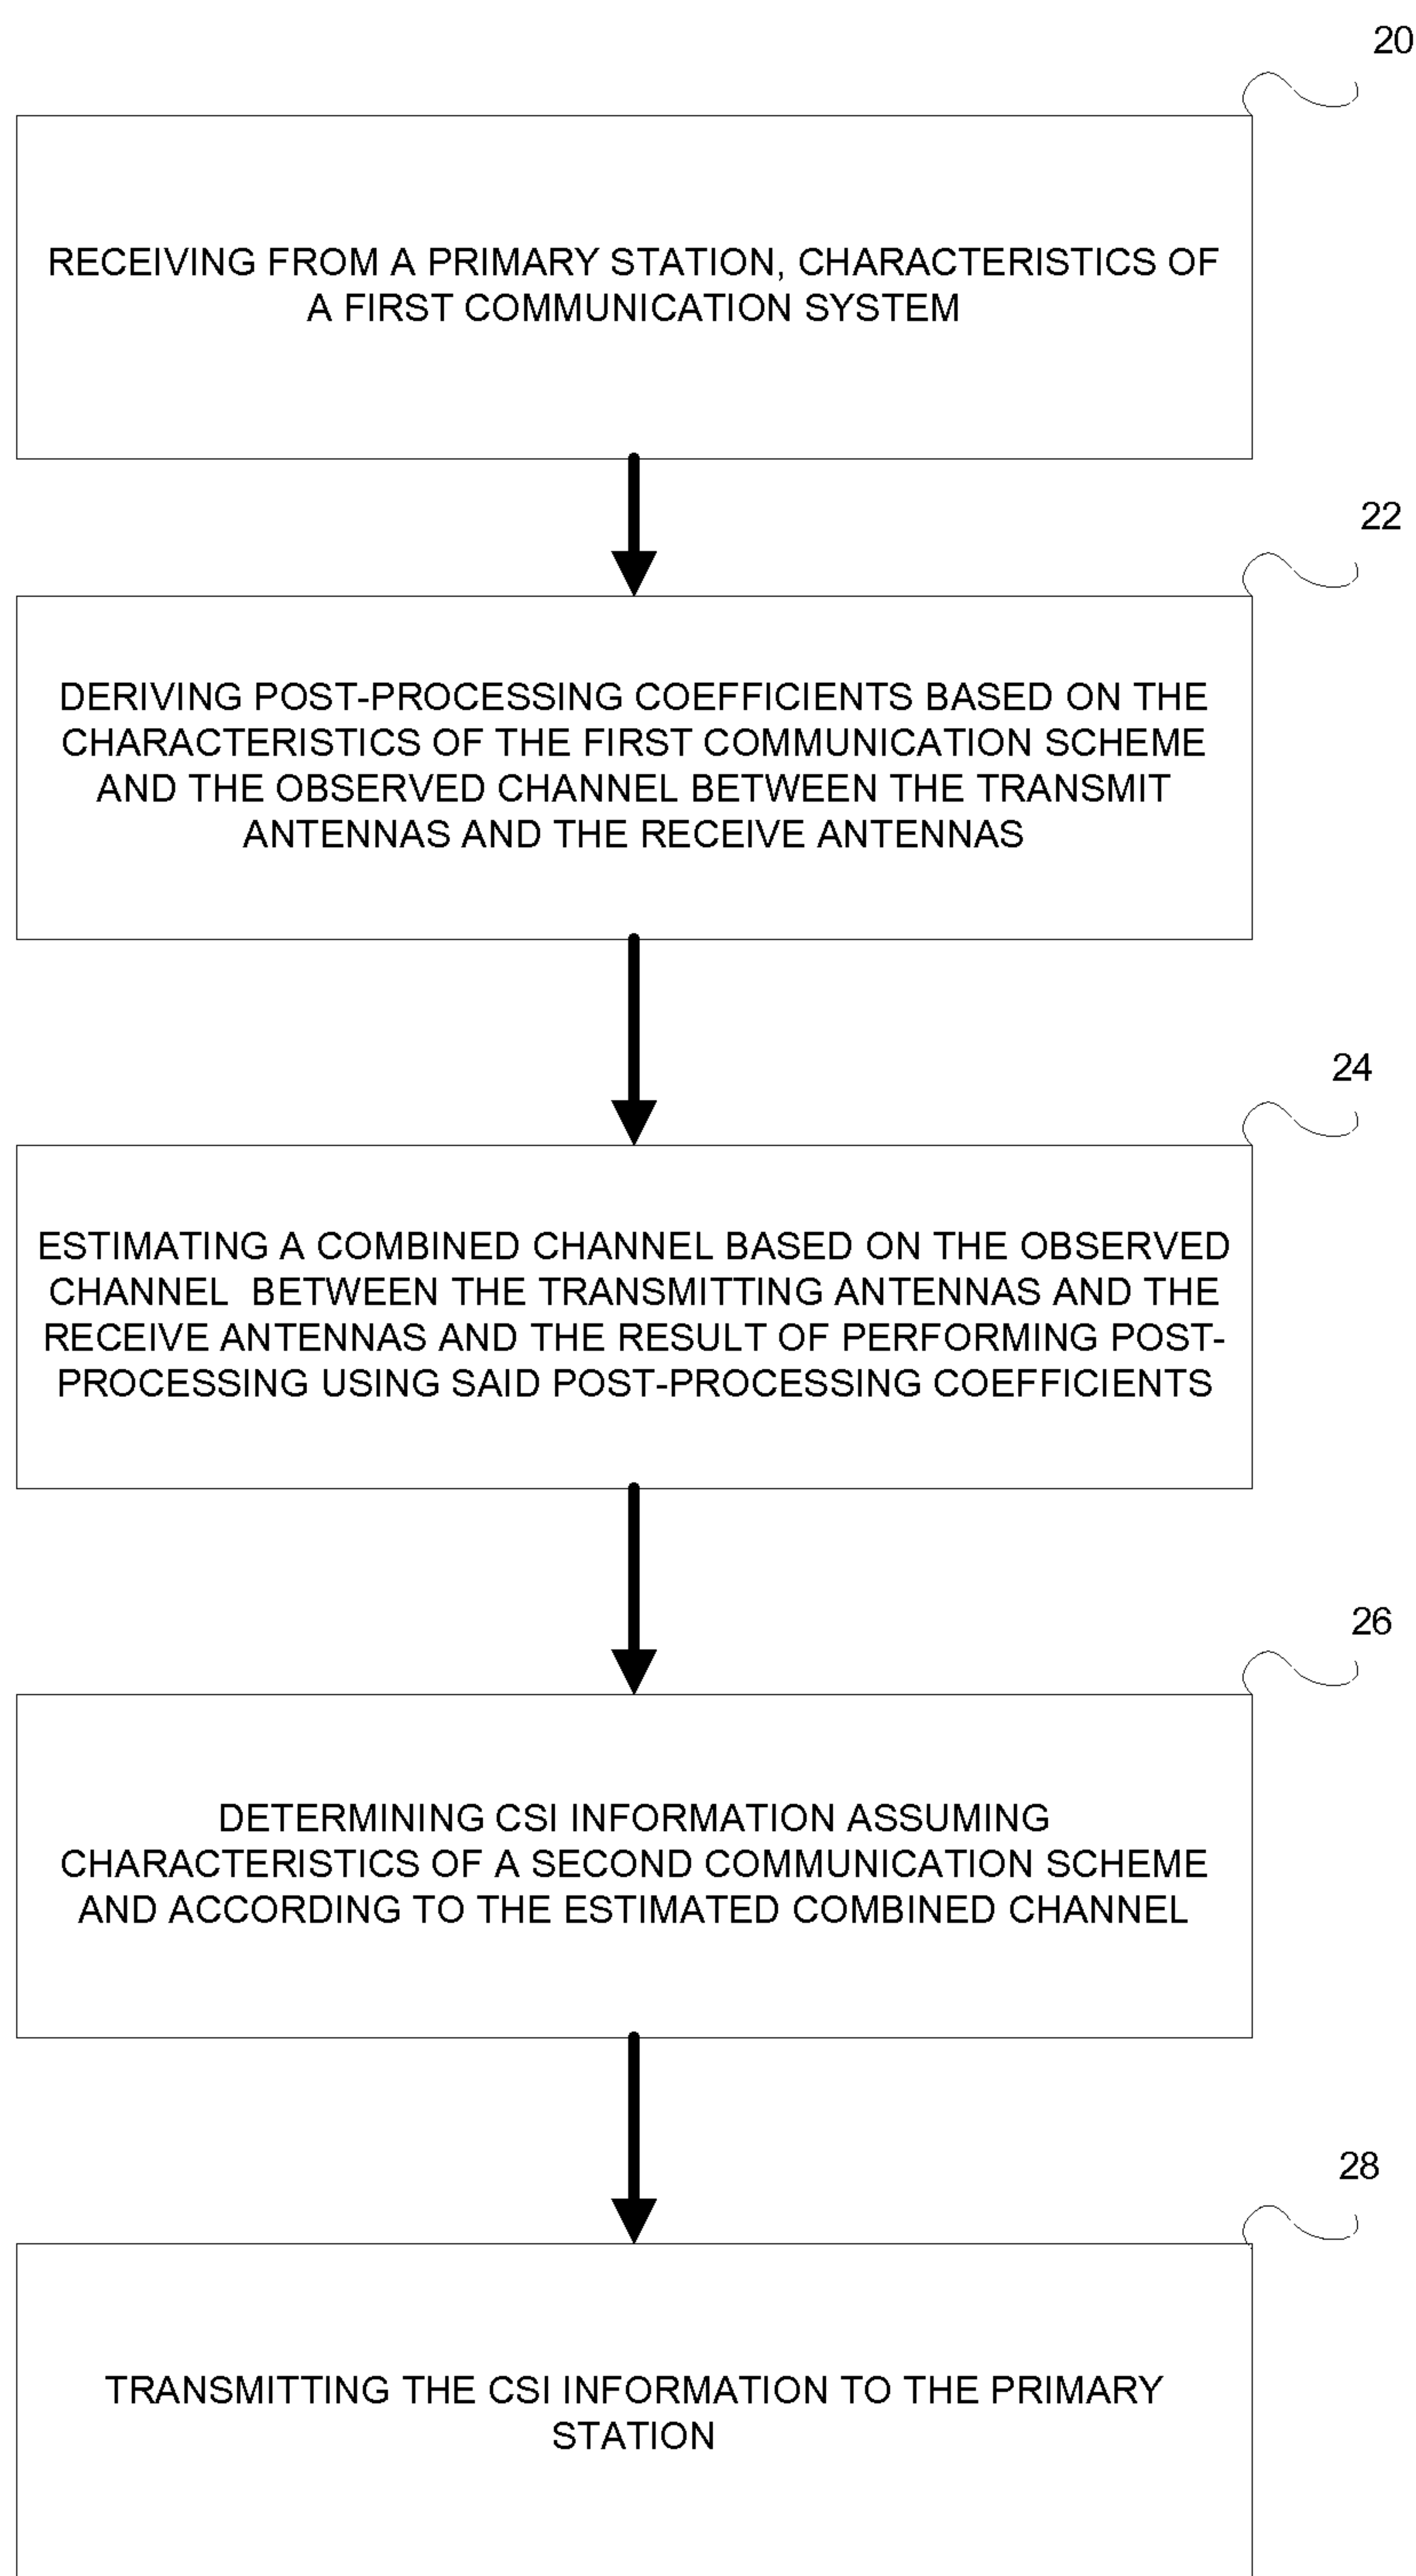 20
RECEIVING FROM A PRIMARY STATION, CHARACTERISTICS OF
A FIRST COMMUNICATION SYSTEM
22
DERIVING POST-PROCESSING COEFFICIENTS BASED ON THE
CHARACTERISTICS OF THE FIRST COMMUNICATION SCHEME
AND THE OBSERVED CHANNEL BETWEEN THE TRANSMIT
ANTENNAS AND THE RECEIVE ANTENNAS
24
ESTIMATING A COMBINED CHANNEL BASED ON THE OBSERVED
CHANNEL  BETWEEN THE TRANSMITTING ANTENNAS AND THE
RECEIVE ANTENNAS AND THE RESULT OF PERFORMING POST-
PROCESSING USING SAID POST-PROCESSING COEFFICIENTS
26
DETERMINING CSI INFORMATION ASSUMING
CHARACTERISTICS OF A SECOND COMMUNICATION SCHEME
AND ACCORDING TO THE ESTIMATED COMBINED CHANNEL
28
TRANSMITTING THE CSI INFORMATION TO THE PRIMARY
STATION